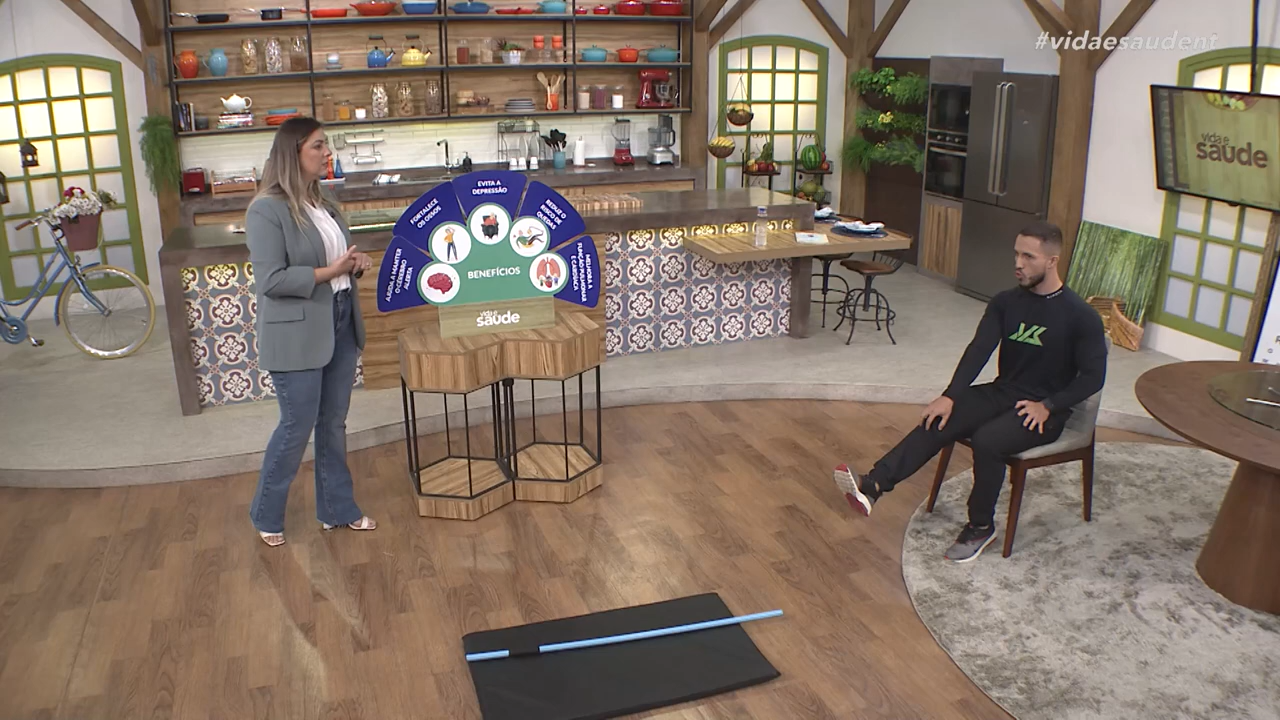 #vidaesaudent
vida e
saúde
EVITA A
DEPRESSÃO
FORTALECE
OS OSSOS
REDUZ O
RISCO DE
QUEDAS
AJUDA A MANTER
O CÉREBRO
ALERTA
MELHORA A
FUNÇÃO PULMONAR
E CARDÍACA
BENEFÍCIOS
vida e
saúde